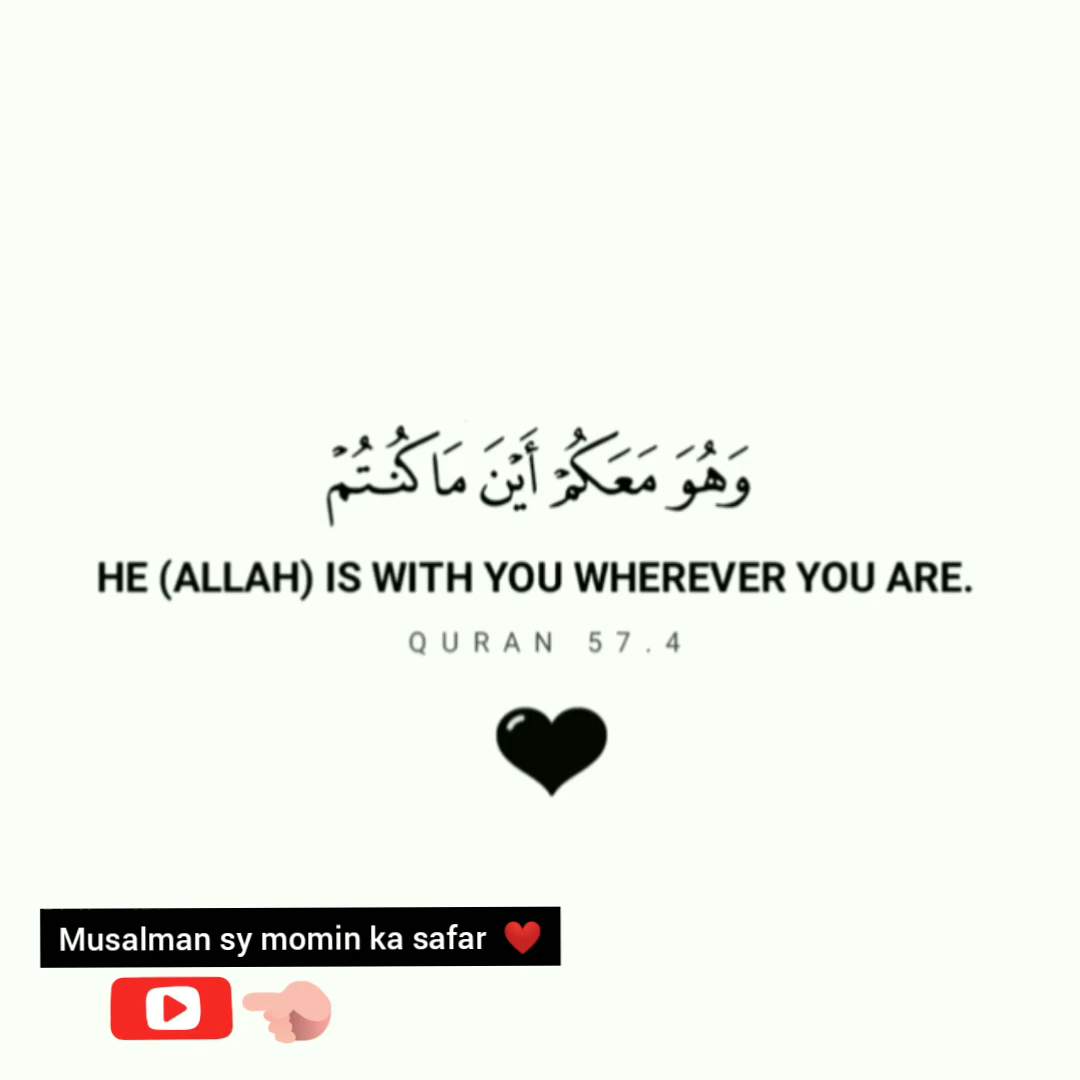 وَهُوَ مَعَكُمْ أَيْنَ مَا كُنتُمْ
HE (ALLAH) IS WITH YOU WHEREVER YOU ARE.
QURAN 57.4
Musalman sy momin ka safar ❤️